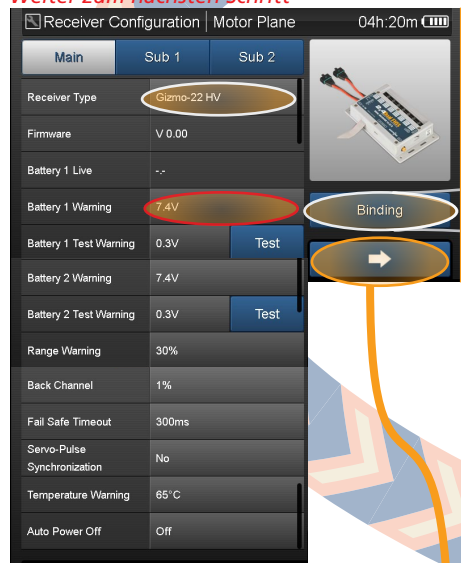 Weiter zum nächsten Schritt
Receiver Configuration | Motor Plane 04h:20m
Main Sub 1 Sub 2
Receiver Type Gizmo-22 HV
Firmware V 0.00
Battery 1 Live -.-
Battery 1 Warning 7.4V
Binding
Battery 1 Test Warning 0.3V Test
Battery 2 Warning 7.4V
Battery 2 Test Warning 0.3V Test
Range Warning 30%
Back Channel 1%
Fail Safe Timeout 300ms
Servo-Pulse
Synchronization No
Temperature Warning 65°C
Auto Power Off Off